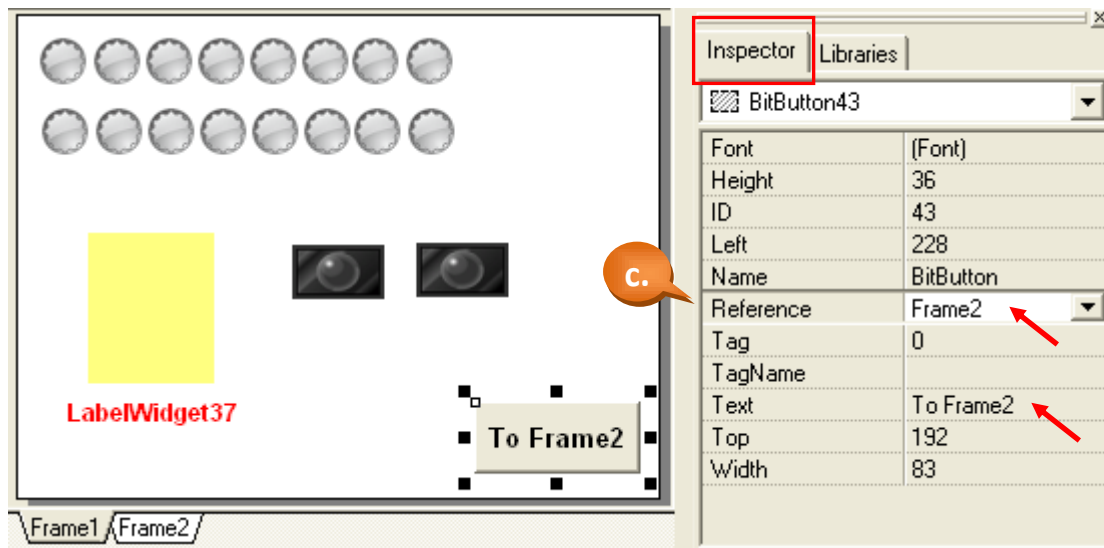 LabelWidget37
To Frame2
Frame1 Frame2
c.
Inspector Libraries
BitButton43
Font (Font)
Height 36
ID 43
Left 228
Name BitButton
Reference Frame2
Tag 0
TagName
Text To Frame2
Top 192
Width 83